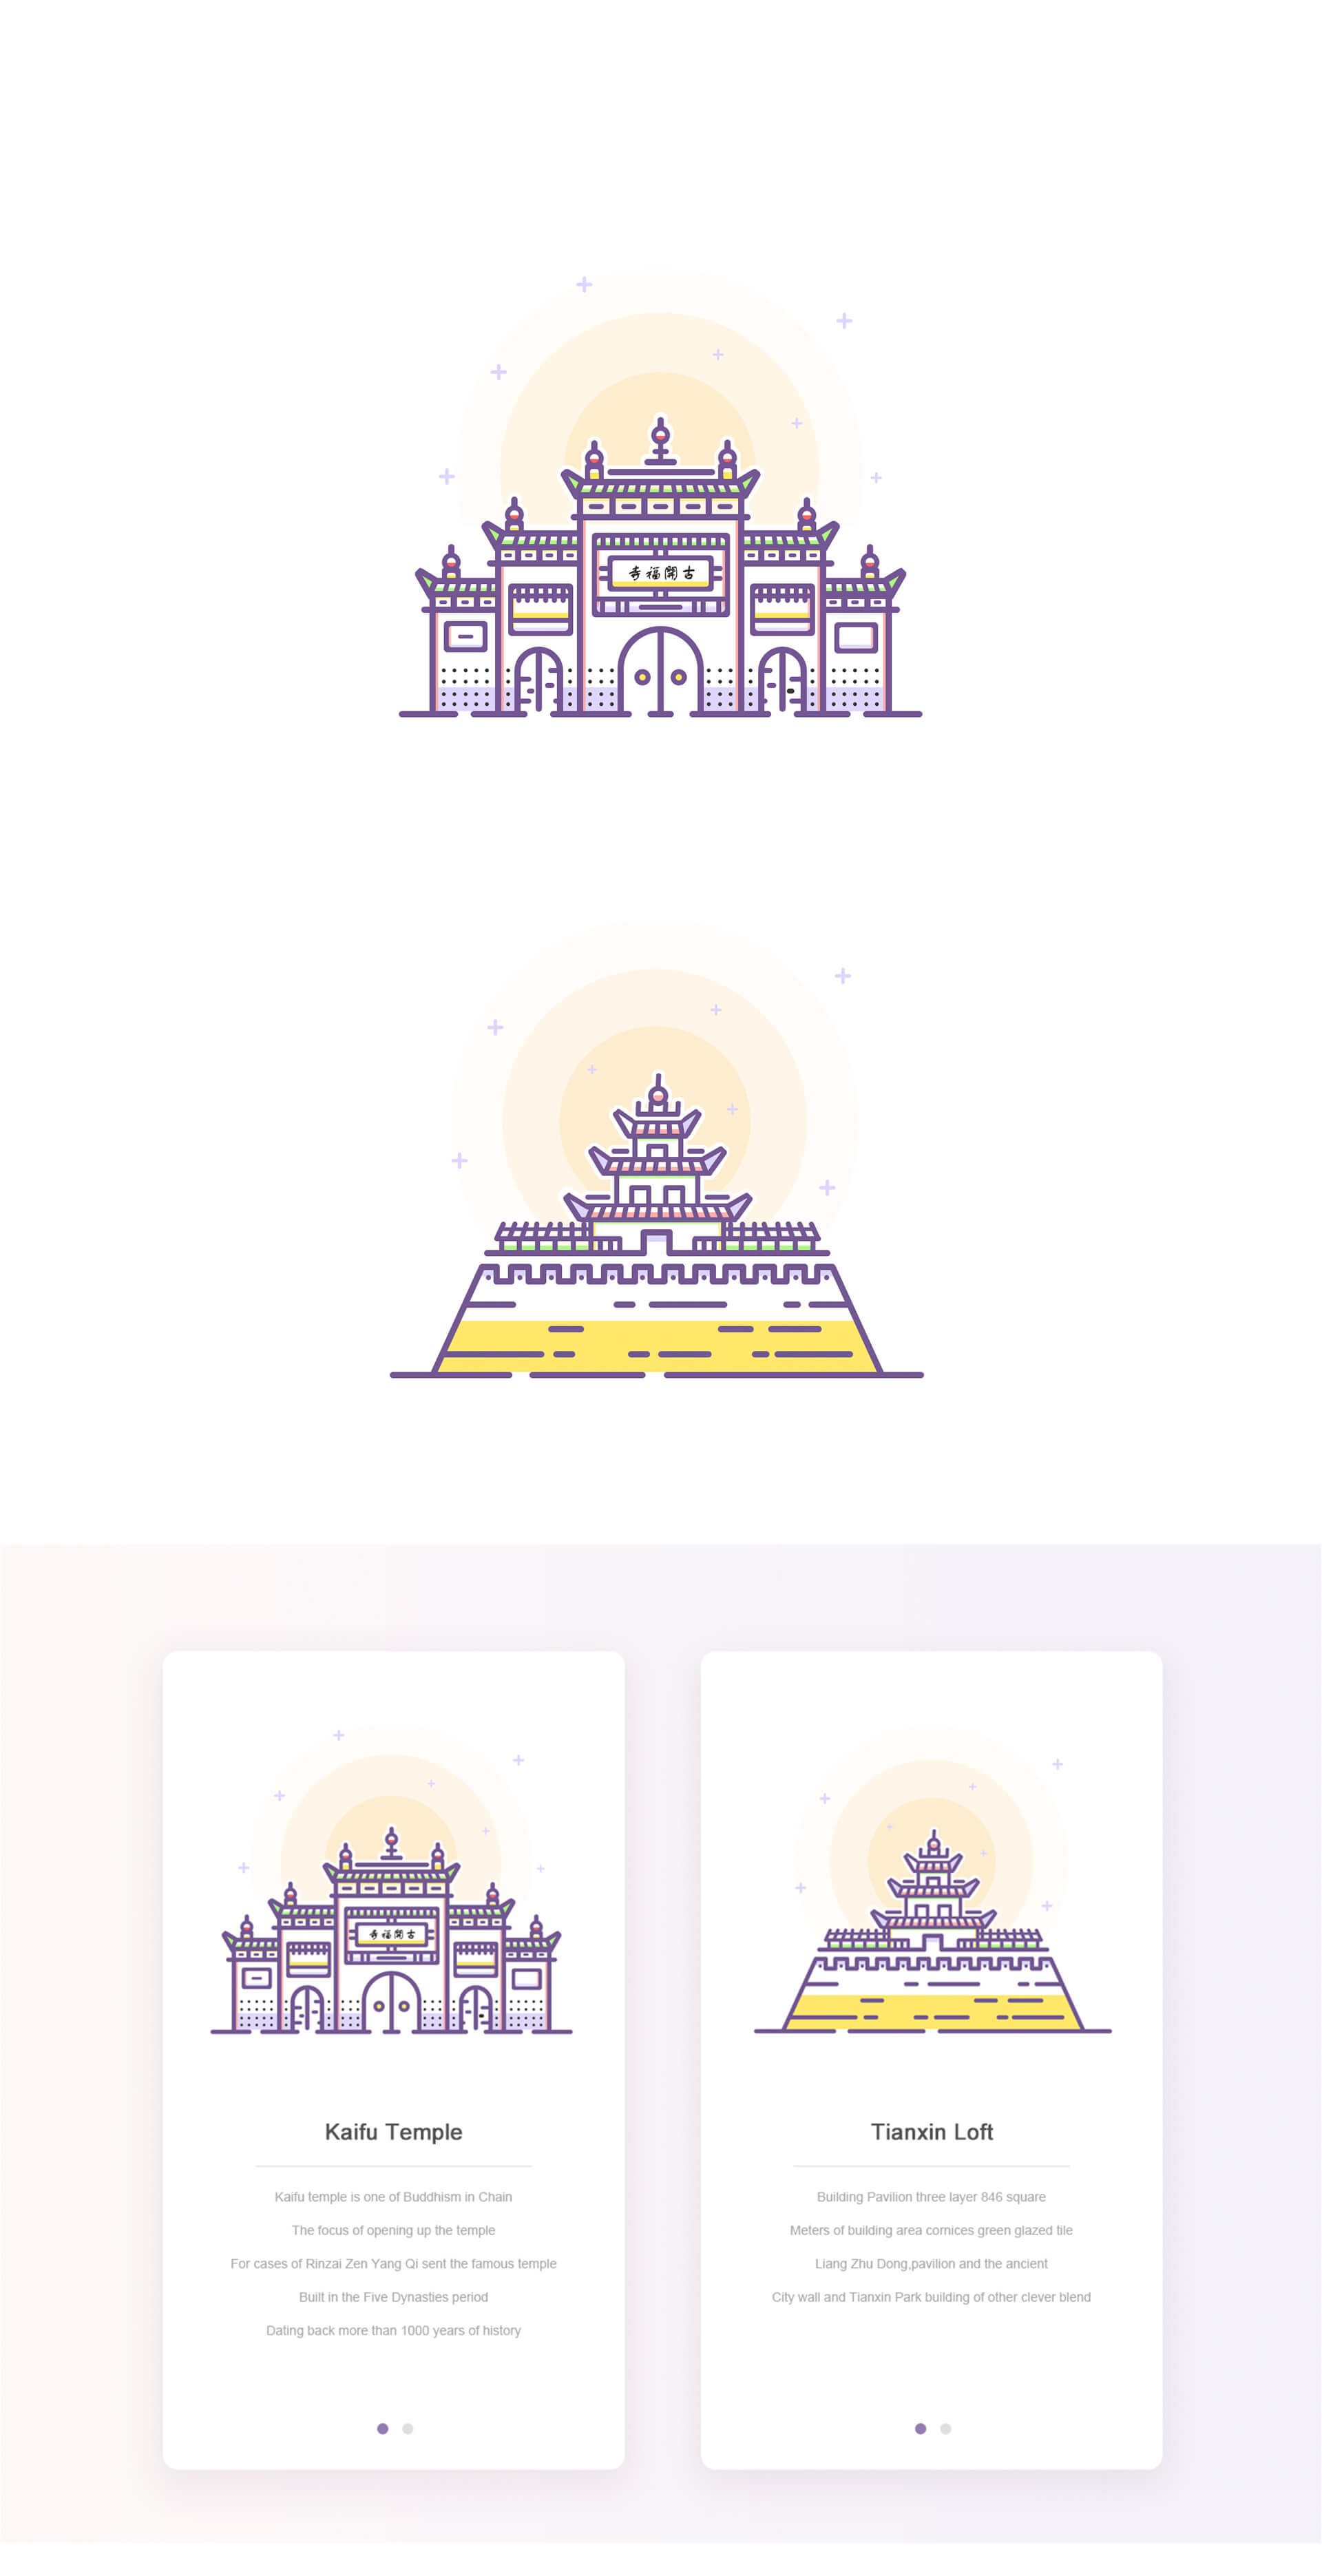 寺福開古
寺福開古
Kaifu Temple
Kaifu temple is one of Buddhism in Chain
The focus of opening up the temple
For cases of Rinzai Zen Yang Qi sent the famous temple
Built in the Five Dynasties period
Dating back more than 1000 years of history
Tianxin Loft
Building Pavilion three layer 846 square
Meters of building area cornices green glazed tile
Liang Zhu Dong,pavilion and the ancient
City wall and Tianxin Park building of other clever blend